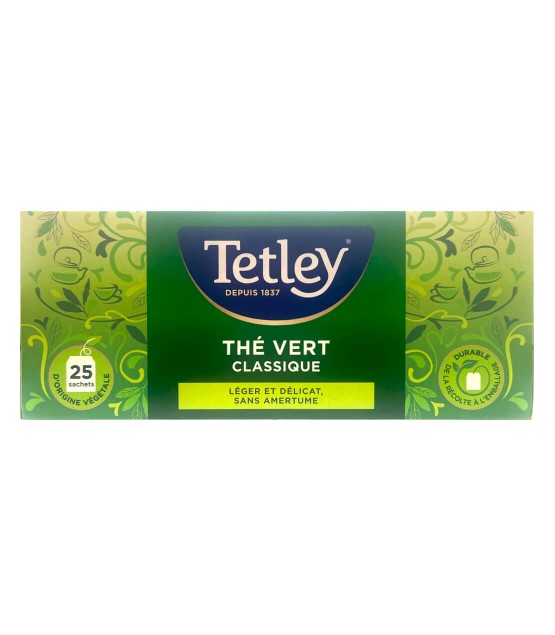 Tetley®
DEPUIS 1837
THÉ VERT
CLASSIQUE
LÉGER ET DÉLICAT,
SANS AMERTUME
25
sachets
D'ORIGINE VÉGÉTALE
DURABLE
DE LA RÉCOLTE À L'EMBALLAGE